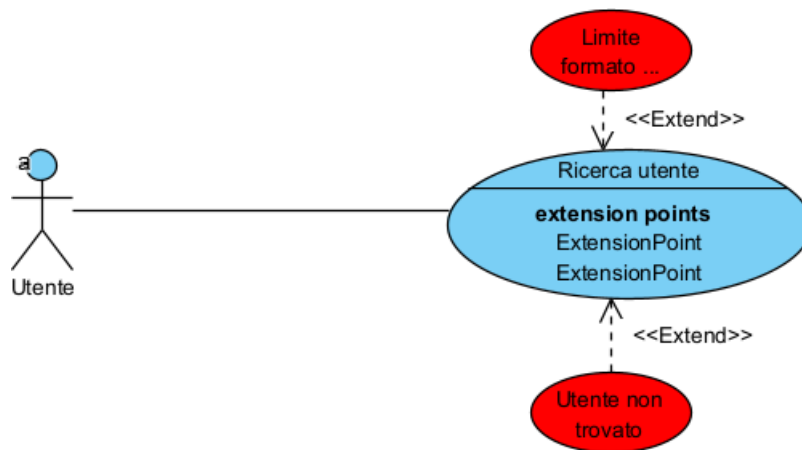 Limite
formato ...
<<Extend>>
a
Utente
Ricerca utente
extension points
ExtensionPoint
ExtensionPoint
<<Extend>>
Utente non
trovato